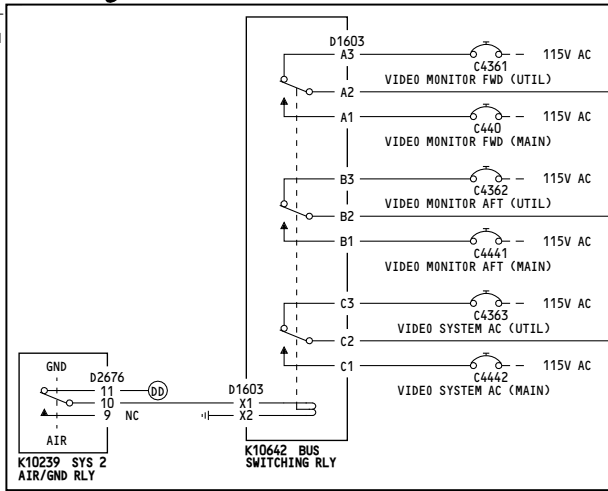 D1603
A3
115V AC
C4361
VIDEO MONITOR FWD (UTIL)
A2
A1
115V AC
C440
VIDEO MONITOR FWD (MAIN)
B3
115V AC
C4362
VIDEO MONITOR AFT (UTIL)
B2
B1
115V AC
C4441
VIDEO MONITOR AFT (MAIN)
C3
115V AC
C4363
VIDEO SYSTEM AC (UTIL)
C2
C1
115V AC
C4442
VIDEO SYSTEM AC (MAIN)
GND
D2676
11
DD
10
9 NC
AIR
D1603
X1
X2
K10239 SYS 2
AIR/GND RLY
K10642 BUS
SWITCHING RLY